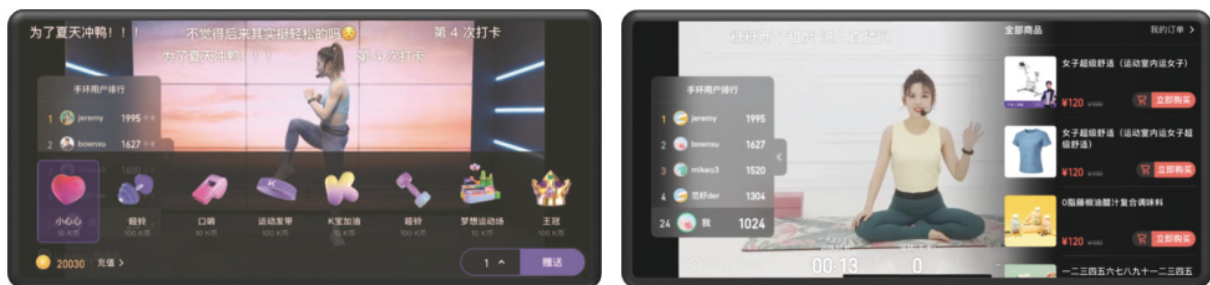 为了夏天冲鸭！！！
不觉得后来其实挺轻松的吗😌
第 4 次打卡
为了夏天冲鸭！！！
第 4 次打卡
手环用户排行
1 jeremy 1995 千卡
2 bowenxu 1627 千卡
小心心
10 K币
哑铃
100 K币
口哨
10 K币
运动发带
100 K币
K宝加油
10 K币
哑铃
100 K币
梦想运动场
10 K币
王冠
100 K币
20030 充值 >
1
赠送
手环用户排行
1 jeremy 1995
2 bowenxu 1627
3 mikeo3 1520
4 范好der 1304
24 我 1024
00:13
0
全部商品
我的订单 >
女子超级舒适（运动室内运女子）
¥120 立即购买
女子超级舒适（运动室内运女子超
级舒适）
¥120 立即购买
0脂藤椒油醋汁复合调味料
¥120 立即购买
一二三四五六七八九十一二三四五